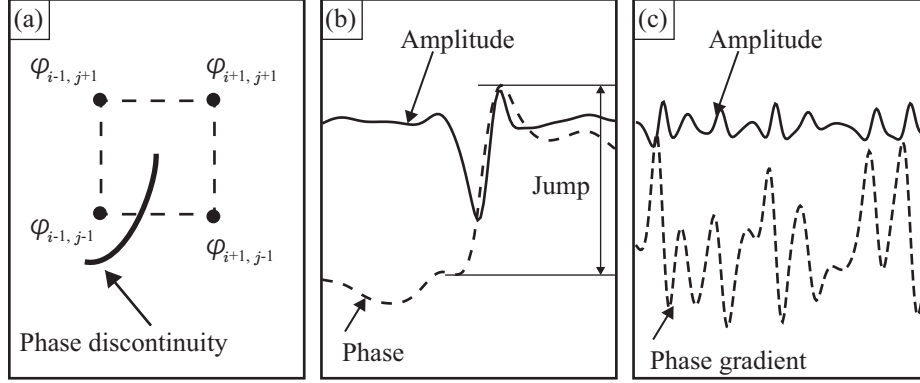 (a)
φi-1, j+1
φi+1, j+1
φi-1, j-1
φi+1, j-1
Phase discontinuity
(b)
Amplitude
Jump
Phase
(c)
Amplitude
Phase gradient